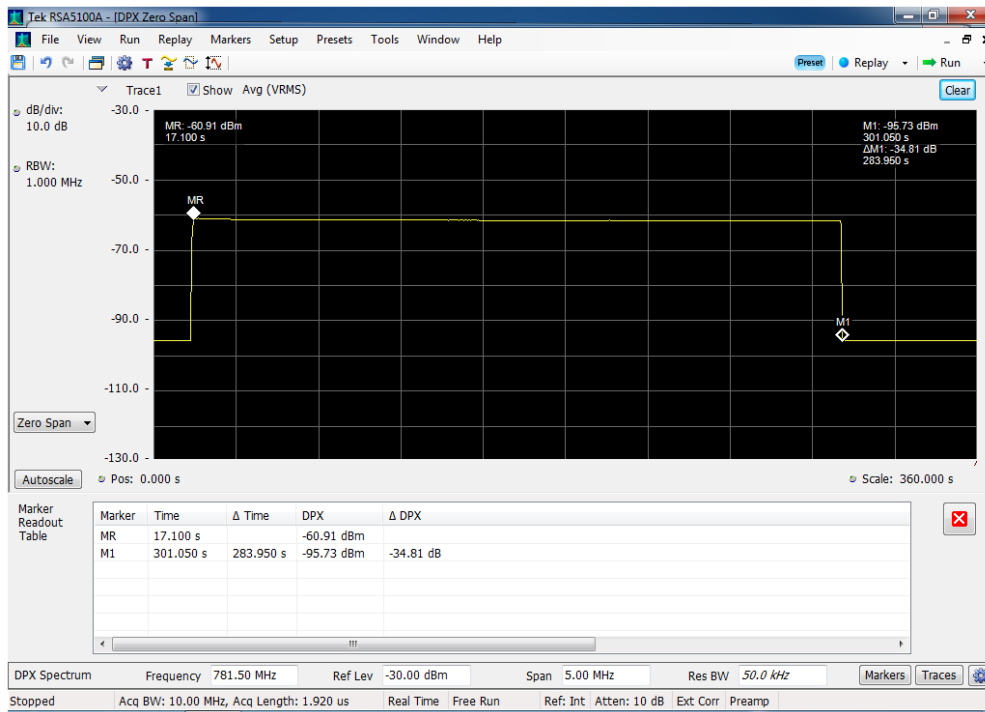 Tek RSA5100A - [DPX Zero Span]
File View Run Replay Markers Setup Presets Tools Window Help
T Preset Replay Run
Trace1 Show Avg (VRMS) Clear
dB/div:
10.0 dB
RBW:
1.000 MHz
-30.0 -
-50.0 -
-70.0 -
-90.0 -
-110.0 -
-130.0 -
MR: -60.91 dBm
17.100 s
M1: -95.73 dBm
301.050 s
ΔM1: -34.81 dB
283.950 s
MR
M1
Zero Span
Autoscale Pos: 0.000 s Scale: 360.000 s
Marker
Readout
Table
Marker Time Δ Time DPX Δ DPX
MR 17.100 s -60.91 dBm
M1 301.050 s 283.950 s -95.73 dBm -34.81 dB
DPX Spectrum Frequency 781.50 MHz Ref Lev -30.00 dBm Span 5.00 MHz Res BW 50.0 kHz Markers Traces
Stopped Acq BW: 10.00 MHz, Acq Length: 1.920 us Real Time Free Run Ref: Int Atten: 10 dB Ext Corr Preamp